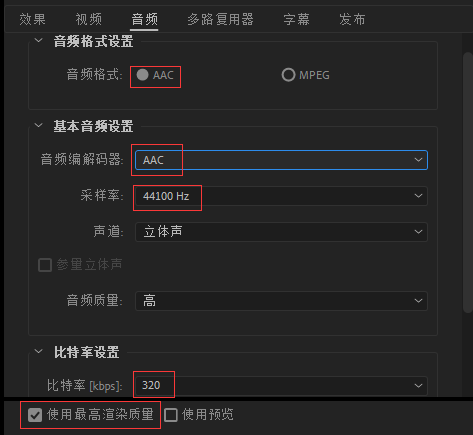 效果 视频 音频 多路复用器 字幕 发布
音频格式设置
音频格式: AAC MPEG
基本音频设置
音频编解码器: AAC
采样率: 44100 Hz
声道: 立体声
参量立体声
音频质量: 高
比特率设置
比特率 [kbps]: 320
使用最高渲染质量 使用预览